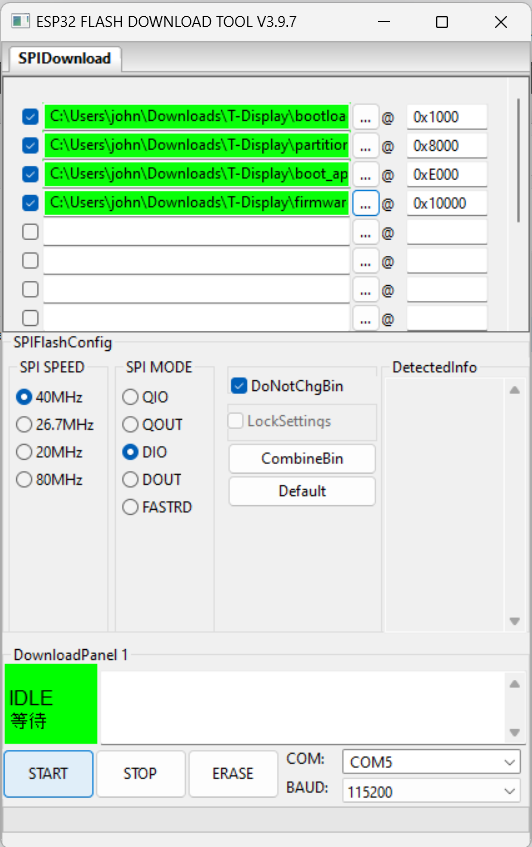 ESP32 FLASH DOWNLOAD TOOL V3.9.7
SPIDownload
C:\Users\john\Downloads\T-Display\bootloa ... @ 0x1000
C:\Users\john\Downloads\T-Display\partition ... @ 0x8000
C:\Users\john\Downloads\T-Display\boot_ap ... @ 0xE000
C:\Users\john\Downloads\T-Display\firmwar ... @ 0x10000
... @
... @
... @
... @
SPIFlashConfig
SPI SPEED
40MHz
26.7MHz
20MHz
80MHz
SPI MODE
QIO
QOUT
DIO
DOUT
FASTRD
DoNotChgBin
LockSettings
CombineBin
Default
DetectedInfo
DownloadPanel 1
IDLE
等待
START STOP ERASE
COM: COM5
BAUD: 115200